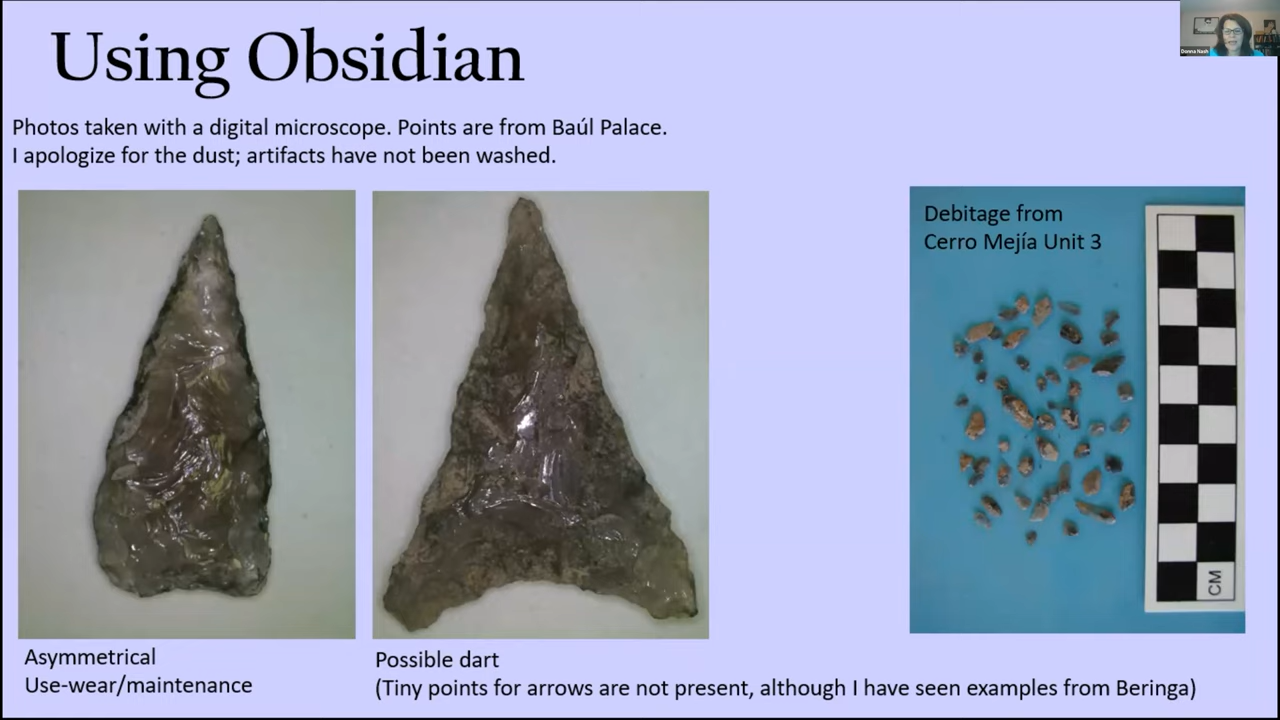 Using Obsidian
Donna Nash
Photos taken with a digital microscope. Points are from Baúl Palace.
I apologize for the dust; artifacts have not been washed.
Debitage from
Cerro Mejía Unit 3
CM
Asymmetrical
Use-wear/maintenance
Possible dart
(Tiny points for arrows are not present, although I have seen examples from Beringa)